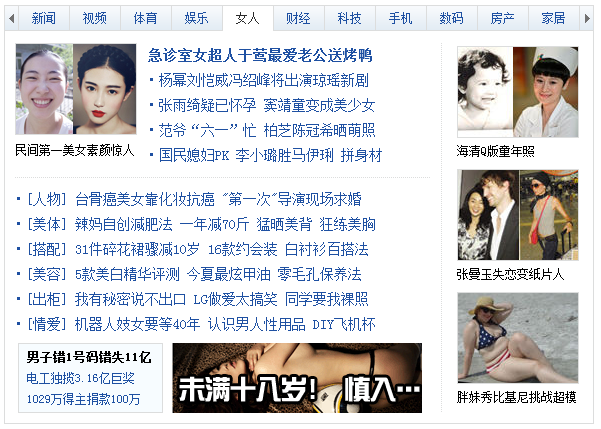 新闻 视频 体育 娱乐 女人 财经 科技 手机 数码 房产 家居
急诊室女超人于莺最爱老公送烤鸭
杨幂刘恺威冯绍峰将出演琼瑶新剧
张雨绮疑已怀孕 窦靖童变成美少女
范爷“六一”忙 柏芝陈冠希晒萌照
国民媳妇PK 李小璐胜马伊琍 拼身材
民间第一美女素颜惊人
[人物] 台骨癌美女靠化妆抗癌 "第一次"导演现场求婚
[美体] 辣妈自创减肥法 一年减70斤 猛晒美背 狂练美胸
[搭配] 31件碎花裙骤减10岁 16款约会装 白衬衫百搭法
[美容] 5款美白精华评测 今夏最炫甲油 零毛孔保养法
[出柜] 我有秘密说不出口 LG做爱太搞笑 同学要我裸照
[情爱] 机器人妓女要等40年 认识男人性用品 DIY飞机杯
男子错1号码错失11亿
电工独揽3.16亿巨奖
1029万得主捐款100万
未满十八岁! 慎入…
海清Q版童年照
张曼玉失恋变纸片人
胖妹秀比基尼挑战超模